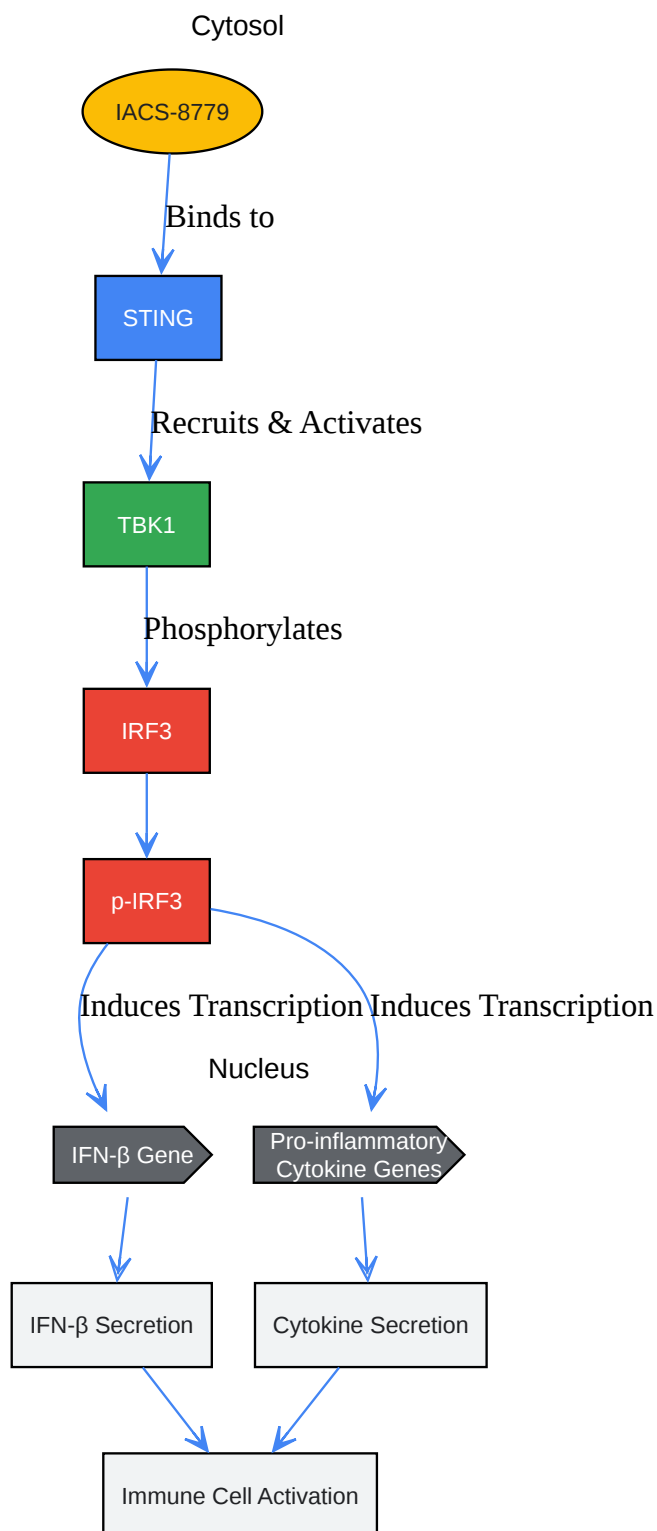 Cytosol
IACS-8779
Binds to
STING
Recruits & Activates
TBK1
Phosphorylates
IRF3
p-IRF3
Induces Transcription
Induces Transcription
Nucleus
IFN-β Gene
Pro-inflammatory
Cytokine Genes
IFN-β Secretion
Cytokine Secretion
Immune Cell Activation